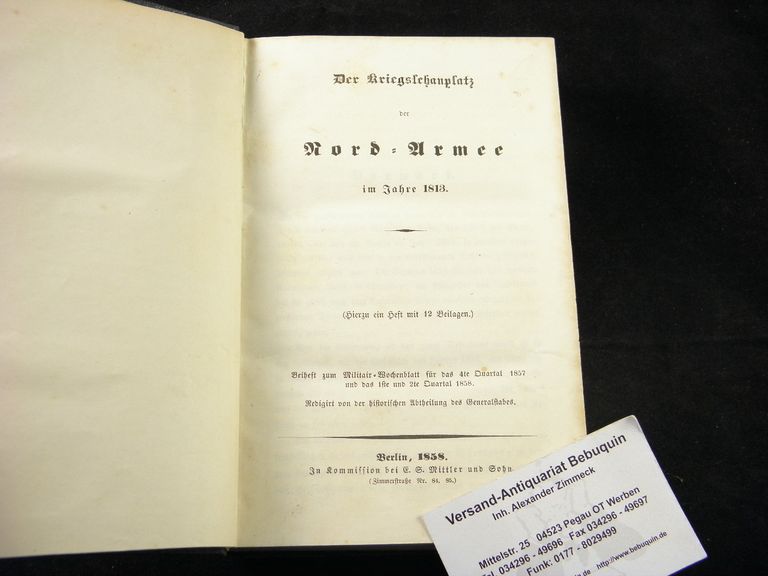 Der Kriegsschauplatz
der
Nord-Armee
im Jahre 1813.
(Hierzu ein Heft mit 12 Beilagen.)
Beiheft zum Militair-Wochenblatt für das 4te Quartal 1857
und das 1ste und 2te Quartal 1858.
Redigirt von der historischen Abtheilung des Generalstabes.
Berlin, 1858.
In Kommission bei E. S. Mittler und Sohn.
(Zimmerstraße Nr. 84. 85.)
Versand-Antiquariat Bebuquin
Inh. Alexander Zimmeck
Mittelstr. 25 04523 Pegau OT Werben
Tel 034296 - 49696 Fax 034296 - 49697
Funk: 0177 - 8029499
http://www.bebuquin.de